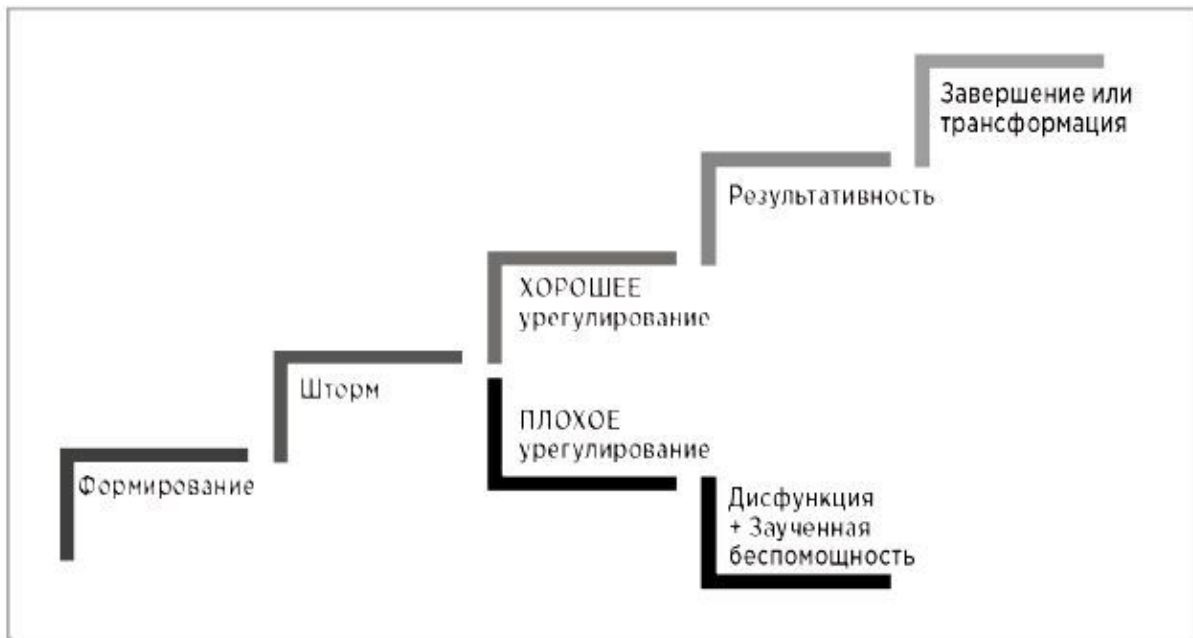 Завершение или
трансформация
Результативность
ХОРОШЕЕ
урегулирование
Шторм
ПЛОХОЕ
урегулирование
Формирование
Дисфункция
+ Заученная
беспомощность